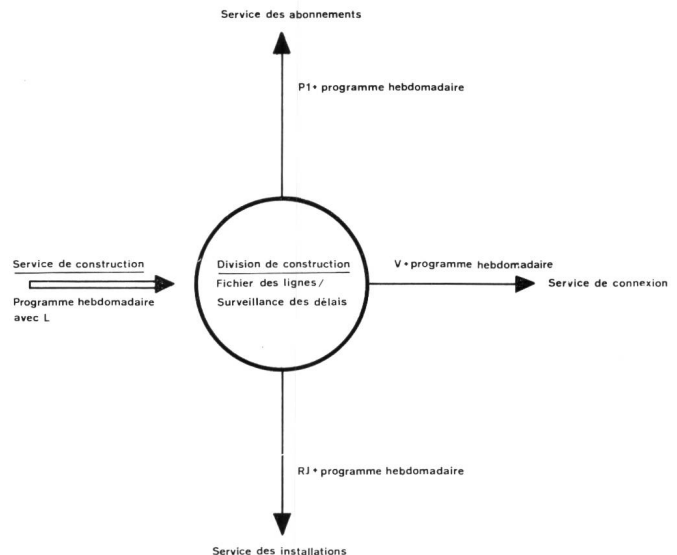 Service des abonnements
P1+ programme hebdomadaire
Service de construction
Programme hebdomadaire
avec L
Division de construction
Fichier des lignes /
Surveillance des délais
V+programme hebdomadaire
Service de connexion
RJ+programme hebdomadaire
Service des installations